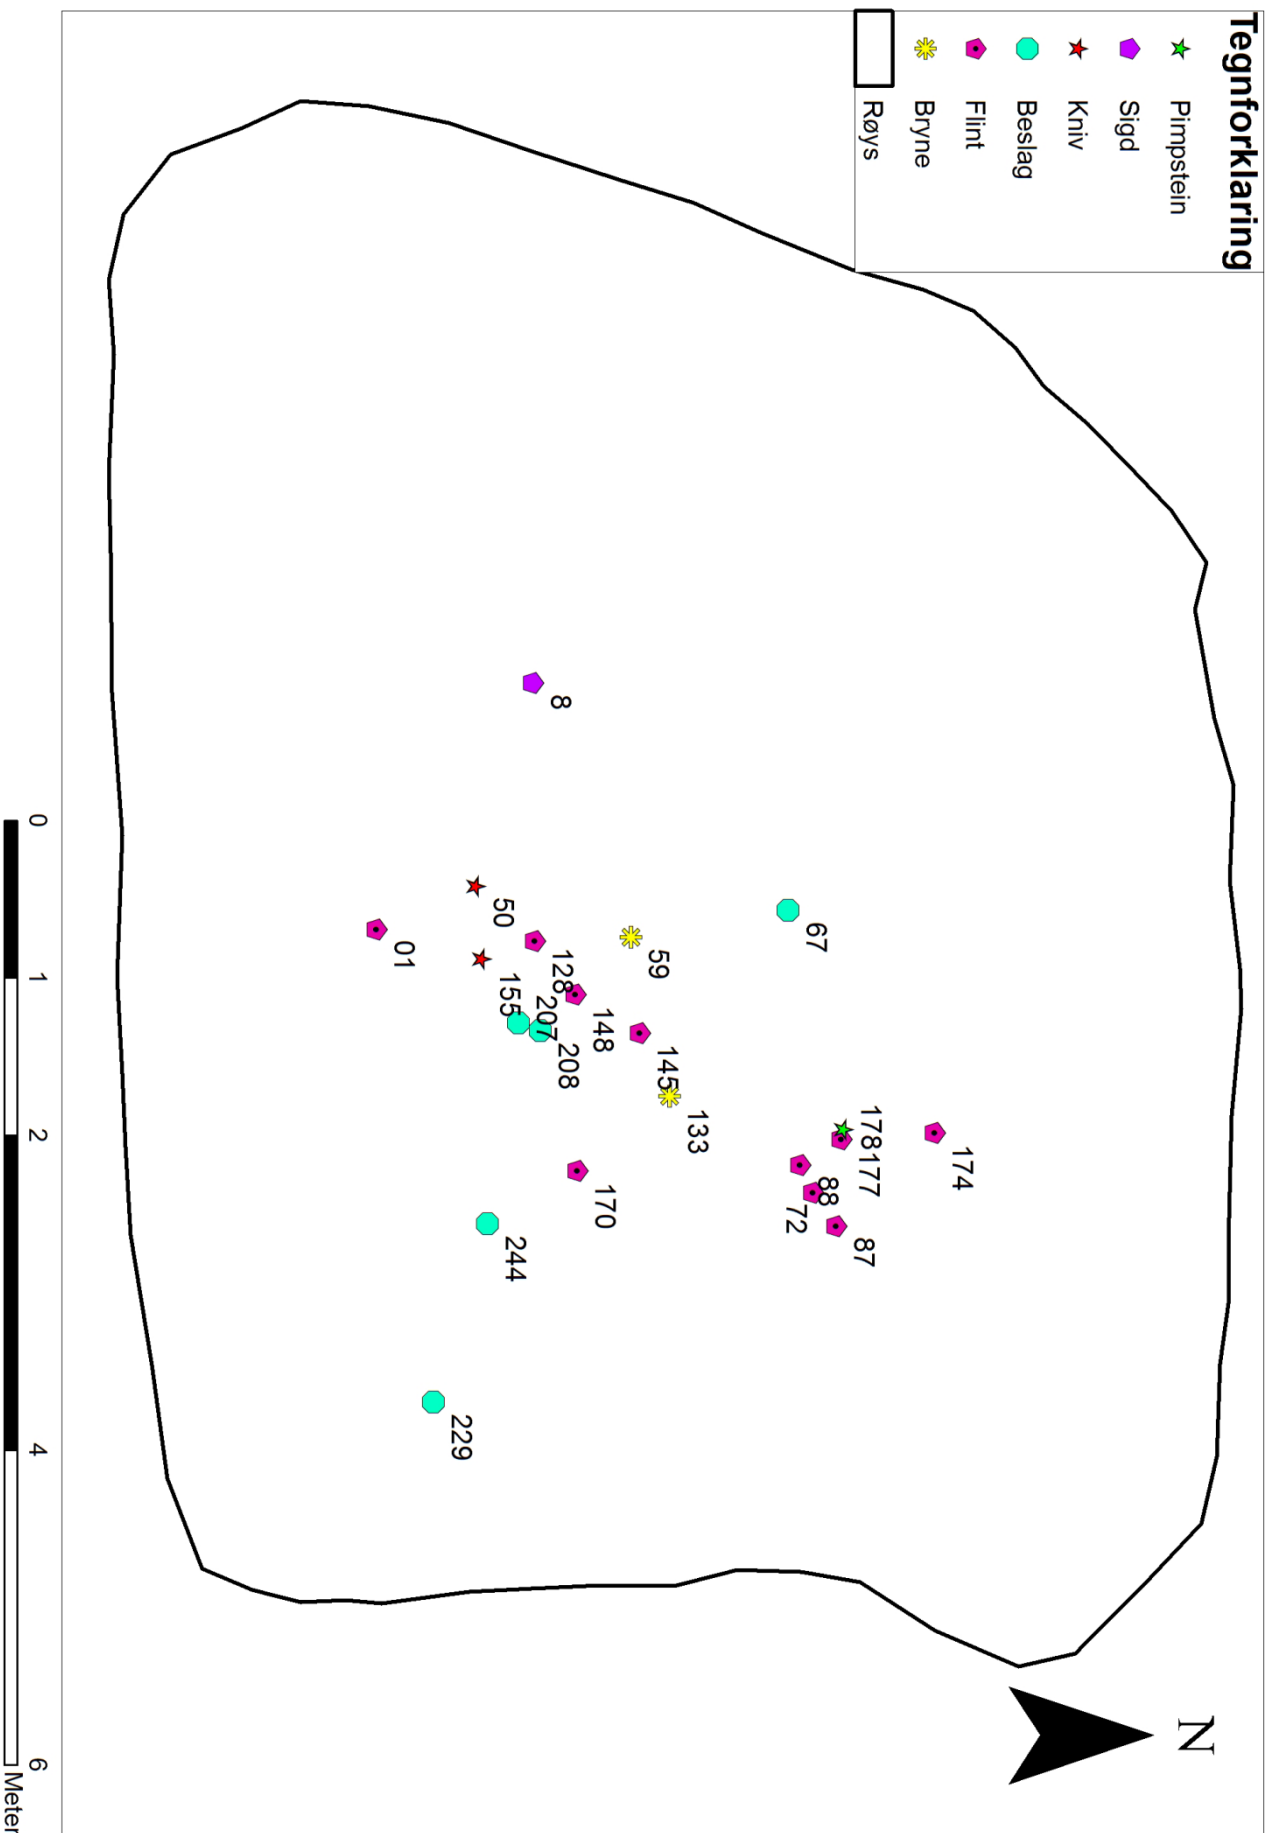 Tegnforklaring
Pimpstein
Sigd
Kniv
Beslag
Flint
Bryne
Røys
N
174
178
177
87
88
72
67
133
145
59
170
148
208
207
128
8
244
155
50
229
01
0
1
2
4
6
Meter